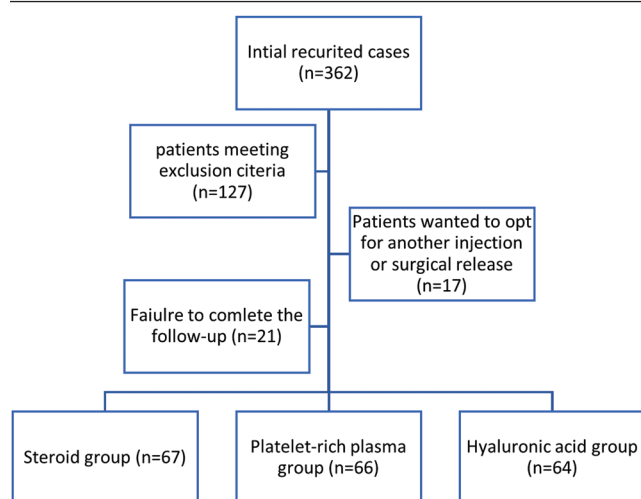 Intial recurited cases
(n=362)
patients meeting
exclusion citeria
(n=127)
Patients wanted to opt
for another injection
or surgical release
(n=17)
Faiulre to comlete the
follow-up (n=21)
Steroid group (n=67)
Platelet-rich plasma
group (n=66)
Hyaluronic acid group
(n=64)